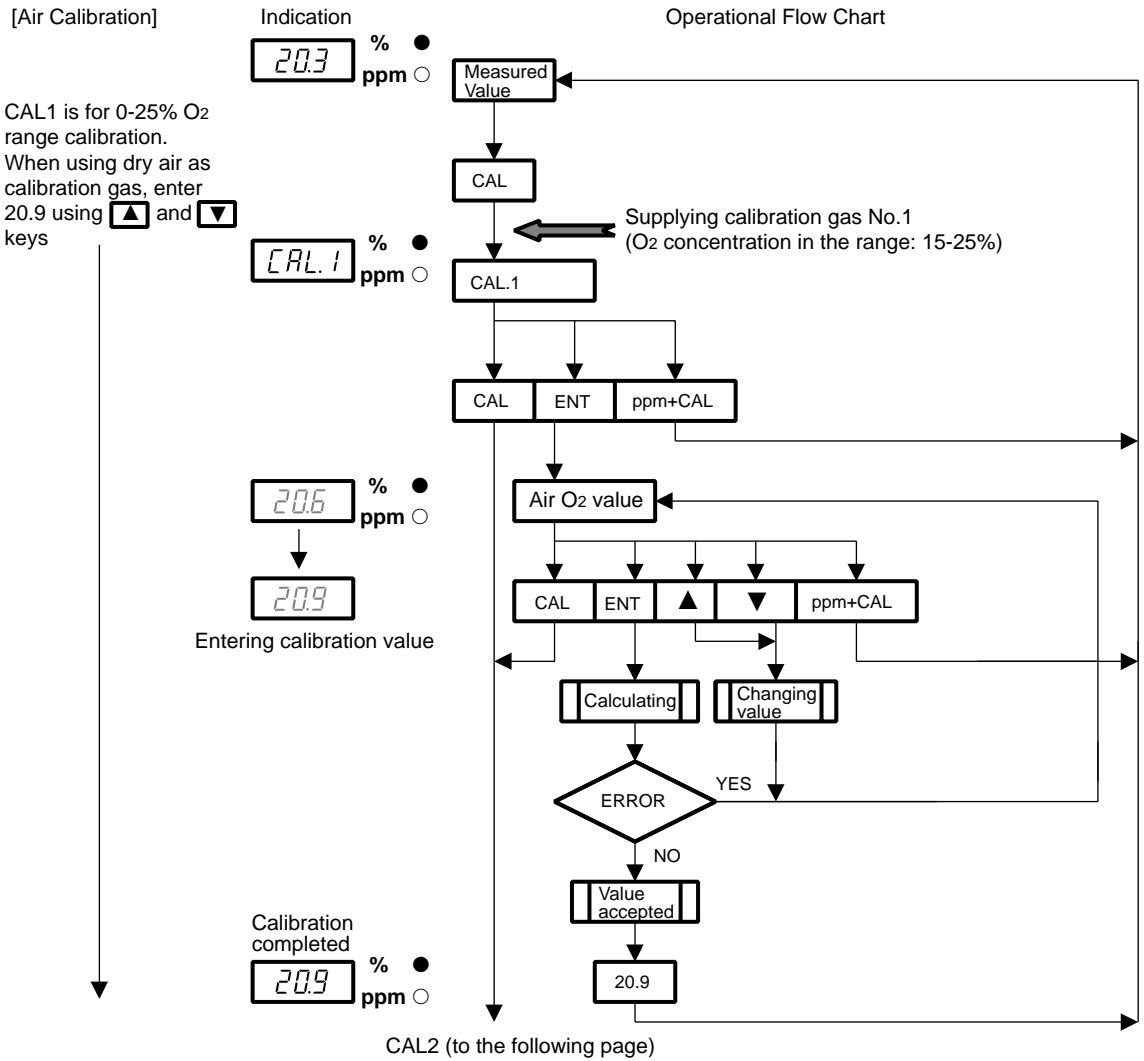 [Air Calibration]
Indication
Operational Flow Chart
20.3
%
ppm
Measured
Value
CAL1 is for 0-25% O2
range calibration.
When using dry air as
calibration gas, enter
20.9 using ▲ and ▼
keys
CAL
Supplying calibration gas No.1
(O2 concentration in the range: 15-25%)
CAL.1
%
ppm
CAL.1
CAL
ENT
ppm+CAL
20.6
%
ppm
Air O2 value
20.9
CAL
ENT
▲
▼
ppm+CAL
Entering calibration value
Calculating
Changing
value
ERROR
YES
NO
Value
accepted
Calibration
completed
20.9
%
ppm
20.9
CAL2 (to the following page)